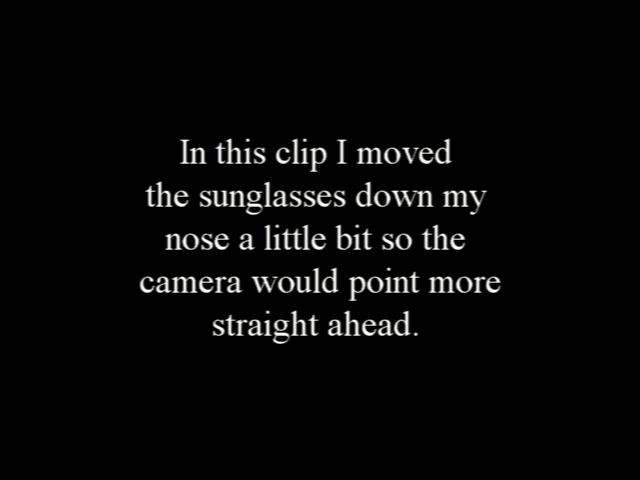 In this clip I moved
the sunglasses down my
nose a little bit so the
camera would point more
straight ahead.